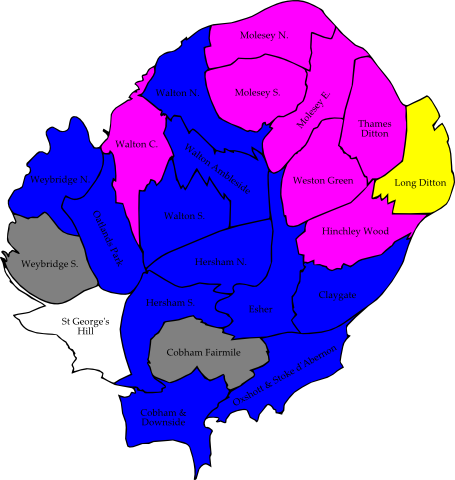 Molesey N.
Walton N.
Molesey S.
Molesey E.
Thames
Ditton
Walton C.
Walton Ambleside
Weybridge N.
Weston Green
Long Ditton
Oatlands Park
Walton S.
Hinchley Wood
Weybridge S.
Hersham N.
Hersham S.
Esher
Claygate
St George's
Hill
Cobham Fairmile
Oxshott & Stoke d'Abernon
Cobham &
Downside